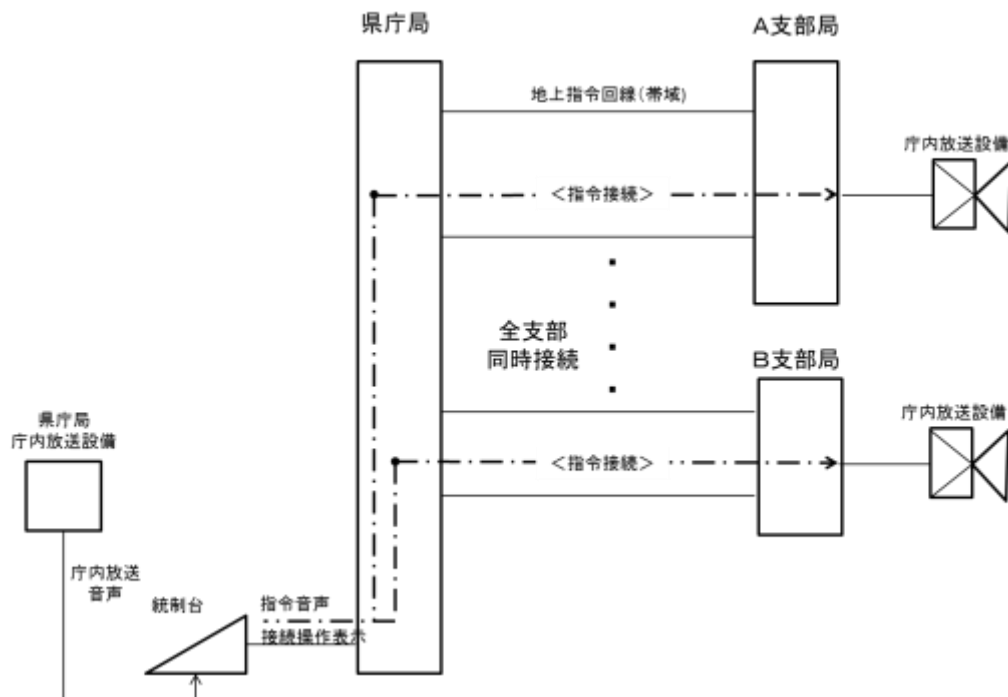 県庁局
A支部局
地上指令回線(帯域)
庁内放送設備
<指令接続>
全支部
同時接続
B支部局
庁内放送設備
<指令接続>
県庁局
庁内放送設備
庁内放送
音声
統制台
指令音声
接続操作表示